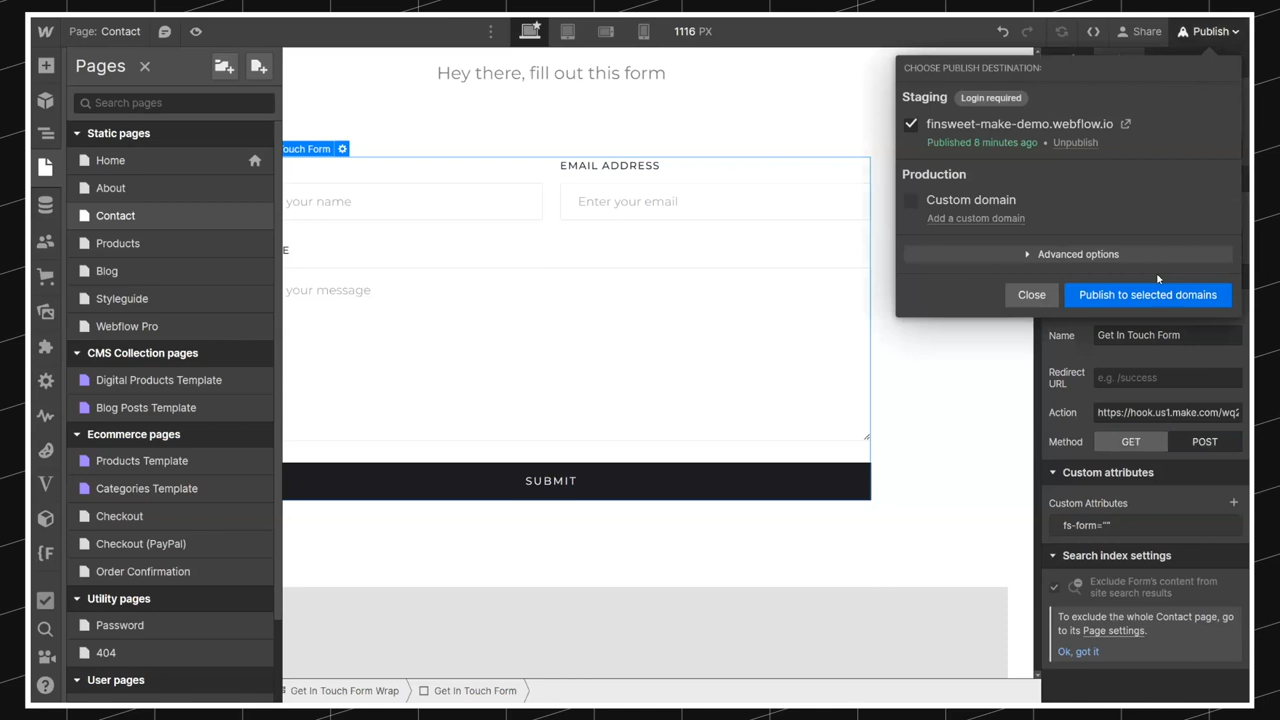 Page: Contact
1116 PX
Share
Publish
Pages
Search pages
Static pages
Home
About
Contact
Products
Blog
Styleguide
Webflow Pro
CMS Collection pages
Digital Products Template
Blog Posts Template
Ecommerce pages
Products Template
Categories Template
Checkout
Checkout (PayPal)
Order Confirmation
Utility pages
Password
404
User pages
Hey there, fill out this form
ouch Form
EMAIL ADDRESS
your name
Enter your email
E
your message
SUBMIT
Get In Touch Form Wrap
Get In Touch Form
CHOOSE PUBLISH DESTINATION:
Staging
Login required
finsweet-make-demo.webflow.io
Published 8 minutes ago • Unpublish
Production
Custom domain
Add a custom domain
Advanced options
Close
Publish to selected domains
Name
Get In Touch Form
Redirect
URL
e.g. /success
Action
https://hook.us1.make.com/wq2
Method
GET
POST
Custom attributes
Custom Attributes
fs-form=""
Search index settings
Exclude Form's content from
site search results
To exclude the whole Contact page, go
to its Page settings.
Ok, got it